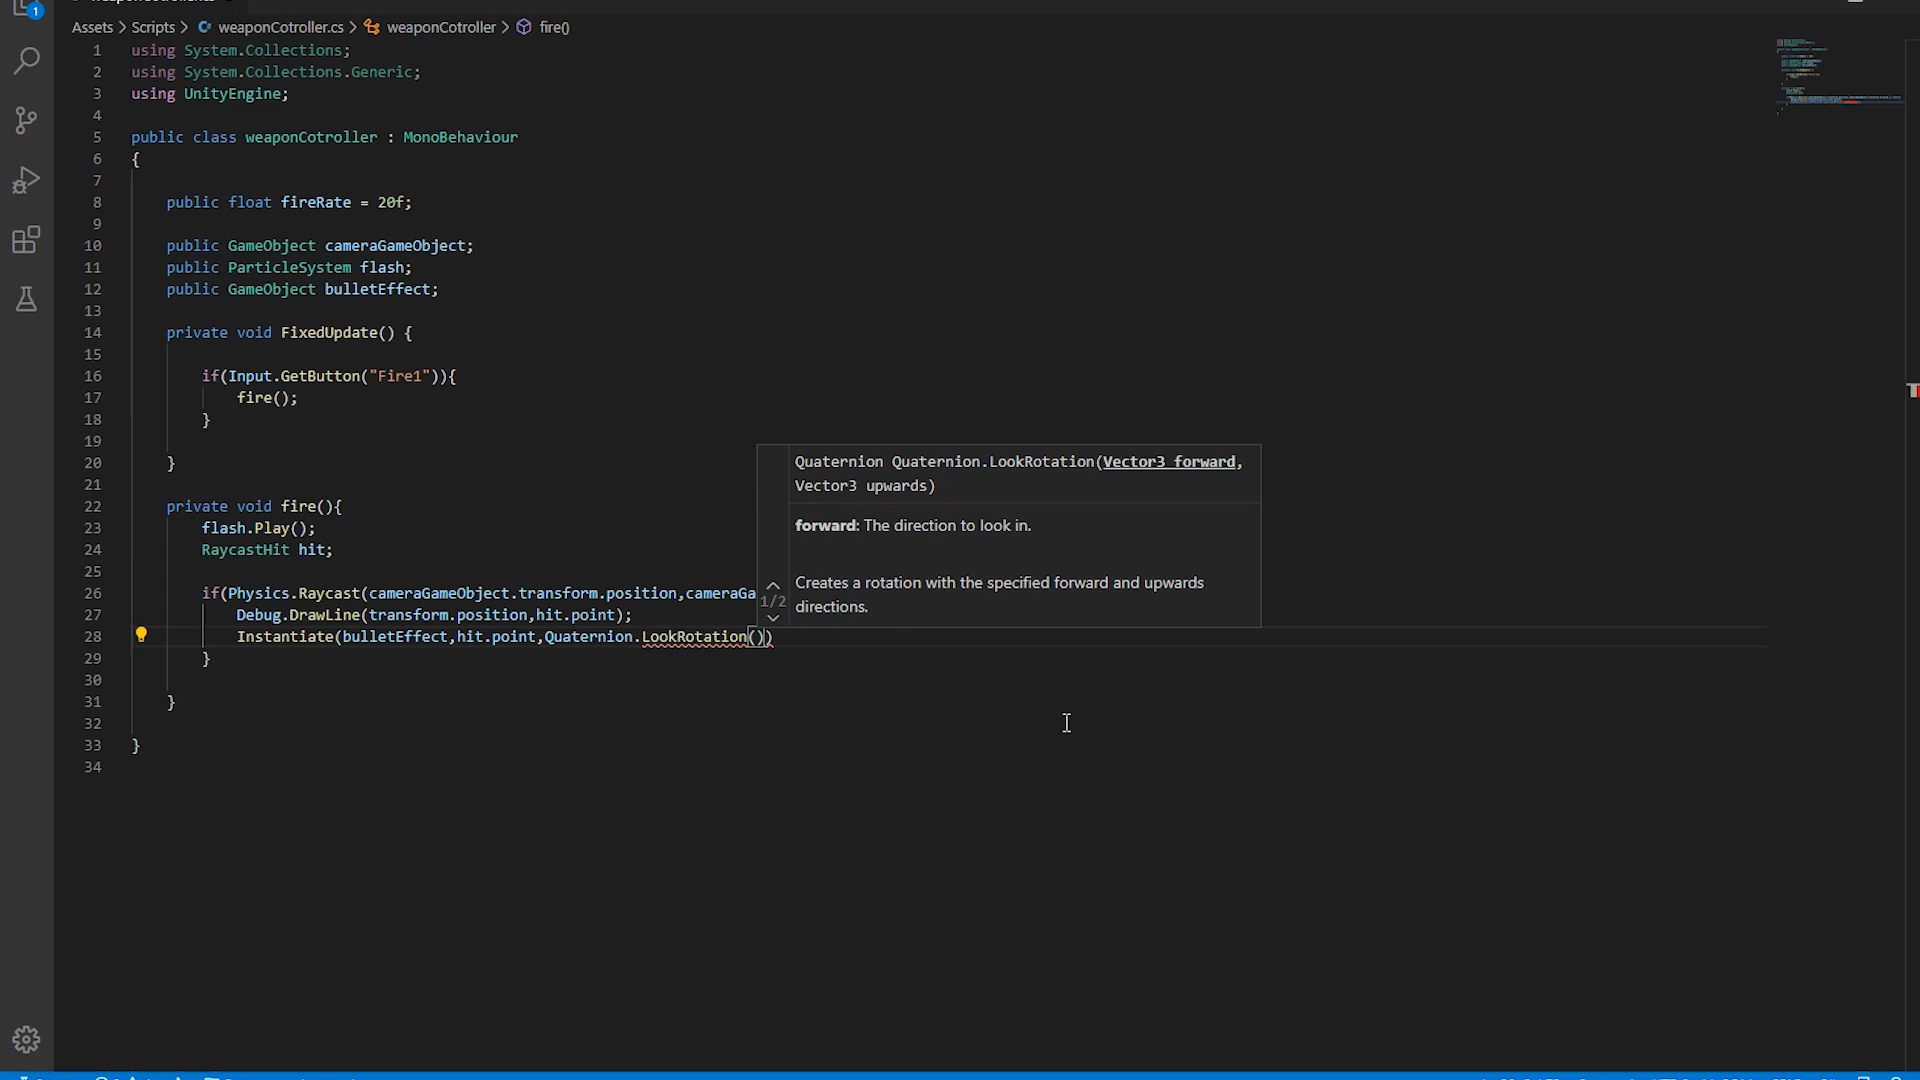 1
Assets > Scripts > weaponCotroller.cs > weaponCotroller > fire()
1 using System.Collections;
2 using System.Collections.Generic;
3 using UnityEngine;
4
5 public class weaponCotroller : MonoBehaviour
6 {
7
8 public float fireRate = 20f;
9
10 public GameObject cameraGameObject;
11 public ParticleSystem flash;
12 public GameObject bulletEffect;
13
14 private void FixedUpdate() {
15
16 if(Input.GetButton("Fire1")){
17 fire();
18 }
19
20 }
21
22 private void fire(){
23 flash.Play();
24 RaycastHit hit;
25
26 if(Physics.Raycast(cameraGameObject.transform.position,cameraGa
27 Debug.DrawLine(transform.position,hit.point);
28 Instantiate(bulletEffect,hit.point,Quaternion.LookRotation())
29 }
30
31 }
32
33 }
34
Quaternion Quaternion.LookRotation(Vector3 forward,
Vector3 upwards)
forward: The direction to look in.
1/2
Creates a rotation with the specified forward and upwards
directions.